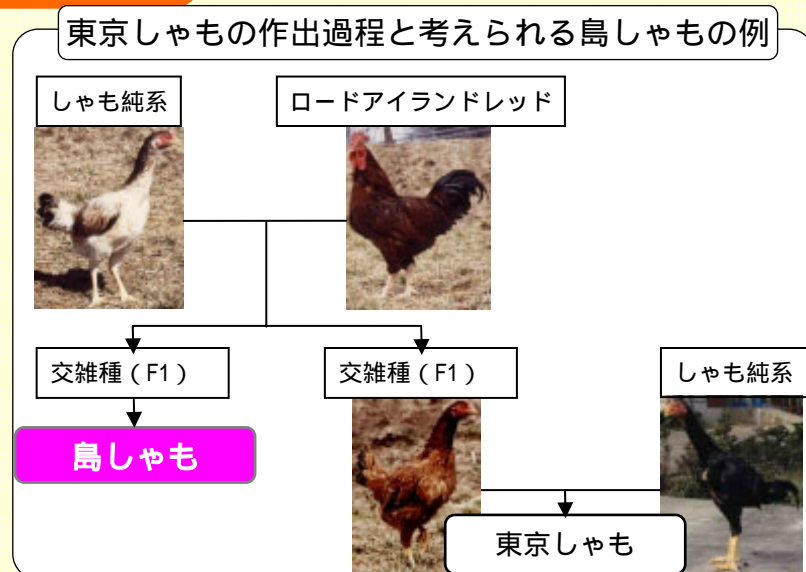 東京しゃもの作出過程と考えられる島しゃもの例
しゃも純系
ロードアイランドレッド
交雑種(F1)
交雑種(F1)
しゃも純系
島しゃも
東京しゃも